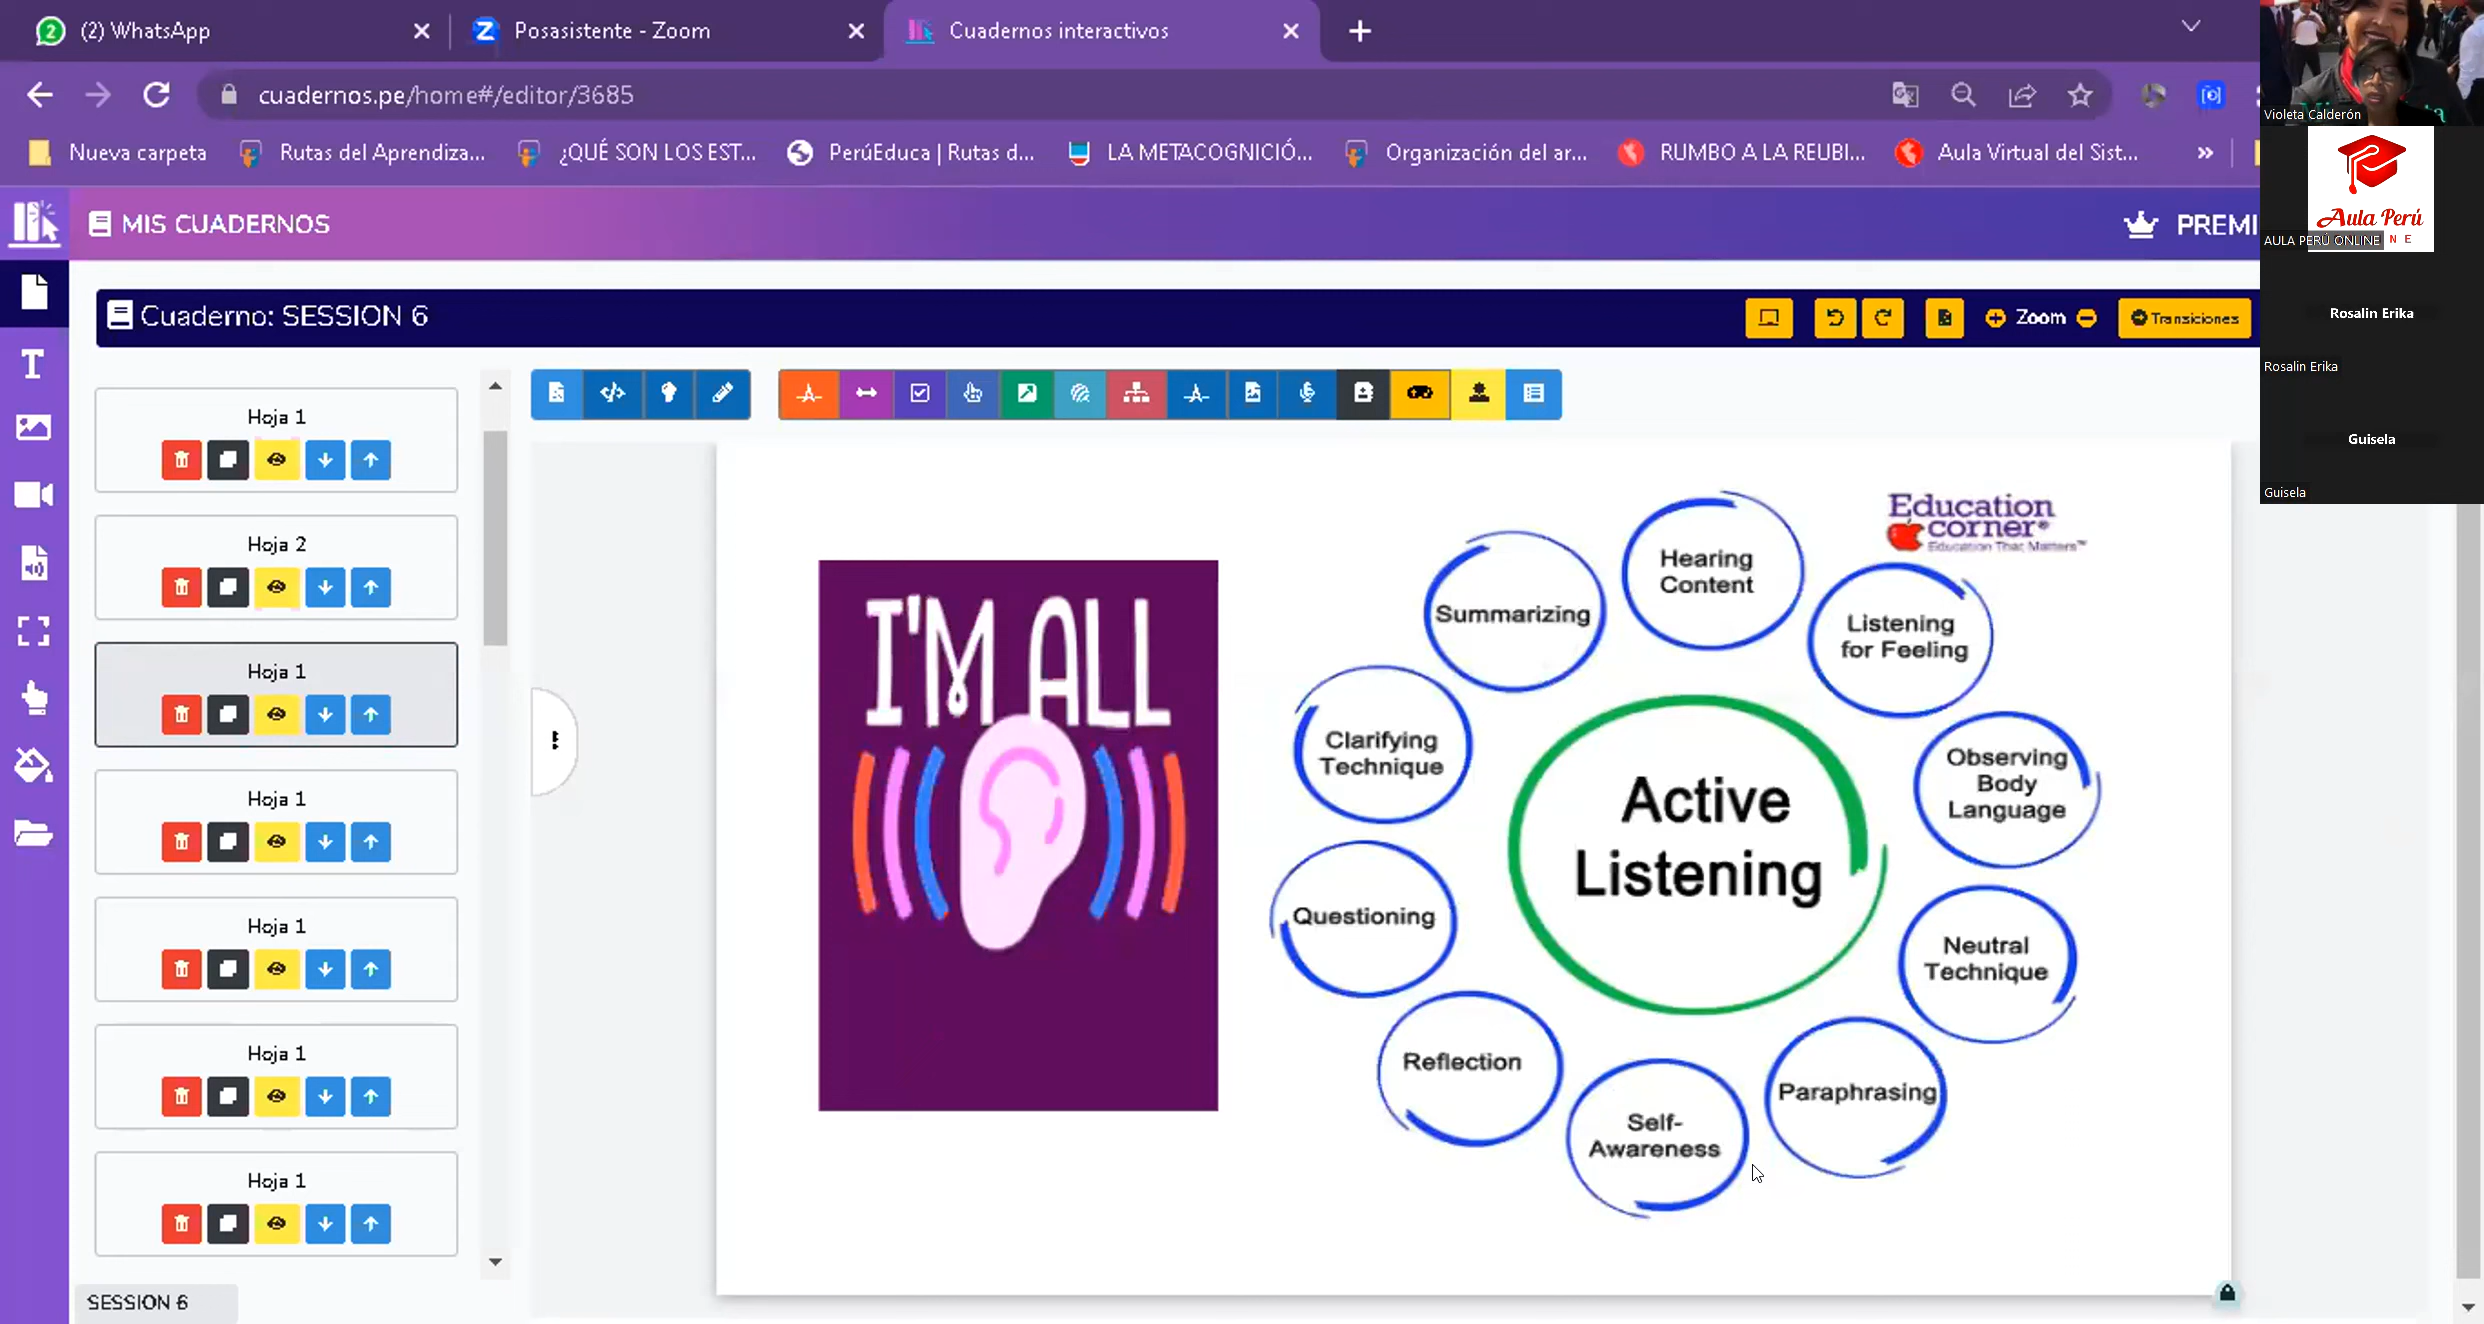 (2) WhatsApp
Posasistente - Zoom
Cuadernos interactivos
cuadernos.pe/home#/editor/3685
Nueva carpeta
Rutas del Aprendiza...
¿QUÉ SON LOS EST...
PerúEduca | Rutas d...
LA METACOGNICIÓ...
Organización del ar...
RUMBO A LA REUBI...
Aula Virtual del Sist...
MIS CUADERNOS
PREMI
Cuaderno: SESSION 6
Zoom
Transiciones
Hoja 1
Hoja 2
Hoja 1
Hoja 1
Hoja 1
Hoja 1
Hoja 1
SESSION 6
I'M ALL
Education
corner®
Education That Matters™
Hearing
Content
Summarizing
Listening
for Feeling
Clarifying
Technique
Observing
Body
Language
Active
Listening
Questioning
Neutral
Technique
Reflection
Paraphrasing
Self-
Awareness
Violeta Calderón
Aula Perú
N E
AULA PERÚ ONLINE
Rosalin Erika
Rosalin Erika
Guisela
Guisela